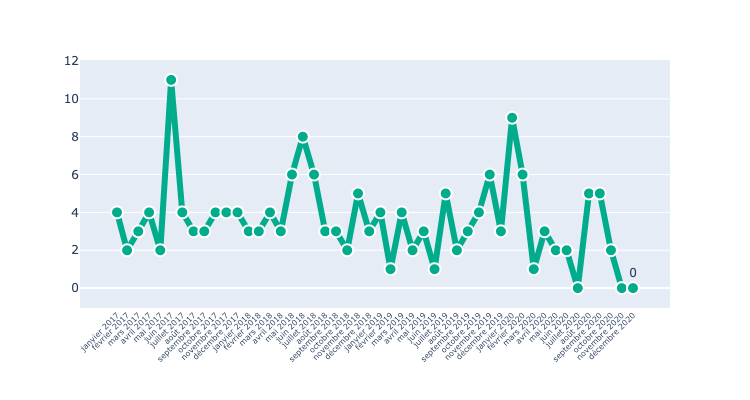 12
10
8
6
4
2
0
0
janvier 2017
février 2017
mars 2017
avril 2017
mai 2017
juin 2017
juillet 2017
août 2017
septembre 2017
octobre 2017
novembre 2017
décembre 2017
janvier 2018
février 2018
mars 2018
avril 2018
mai 2018
juin 2018
juillet 2018
août 2018
septembre 2018
octobre 2018
novembre 2018
décembre 2018
janvier 2019
février 2019
mars 2019
avril 2019
mai 2019
juin 2019
juillet 2019
août 2019
septembre 2019
octobre 2019
novembre 2019
décembre 2019
janvier 2020
février 2020
mars 2020
avril 2020
mai 2020
juin 2020
juillet 2020
août 2020
septembre 2020
octobre 2020
novembre 2020
décembre 2020